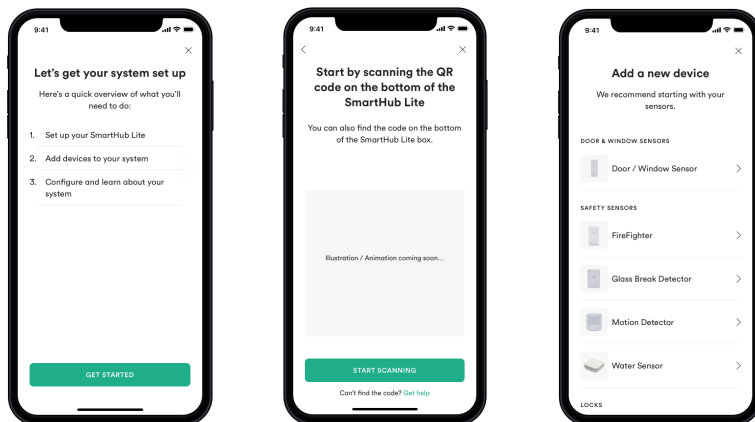 9:41
Let's get your system set up
Here's a quick overview of what you'll
need to do:
1. Set up your SmartHub Lite
2. Add devices to your system
3. Configure and learn about your
system
GET STARTED
9:41
Start by scanning the QR
code on the bottom of the
SmartHub Lite
You can also find the code on the bottom
of the SmartHub Lite box.
Illustration / Animation coming soon...
START SCANNING
Can't find the code? Get help
9:41
Add a new device
We recommend starting with your
sensors.
DOOR & WINDOW SENSORS
Door / Window Sensor
SAFETY SENSORS
FireFighter
Glass Break Detector
Motion Detector
Water Sensor
LOCKS